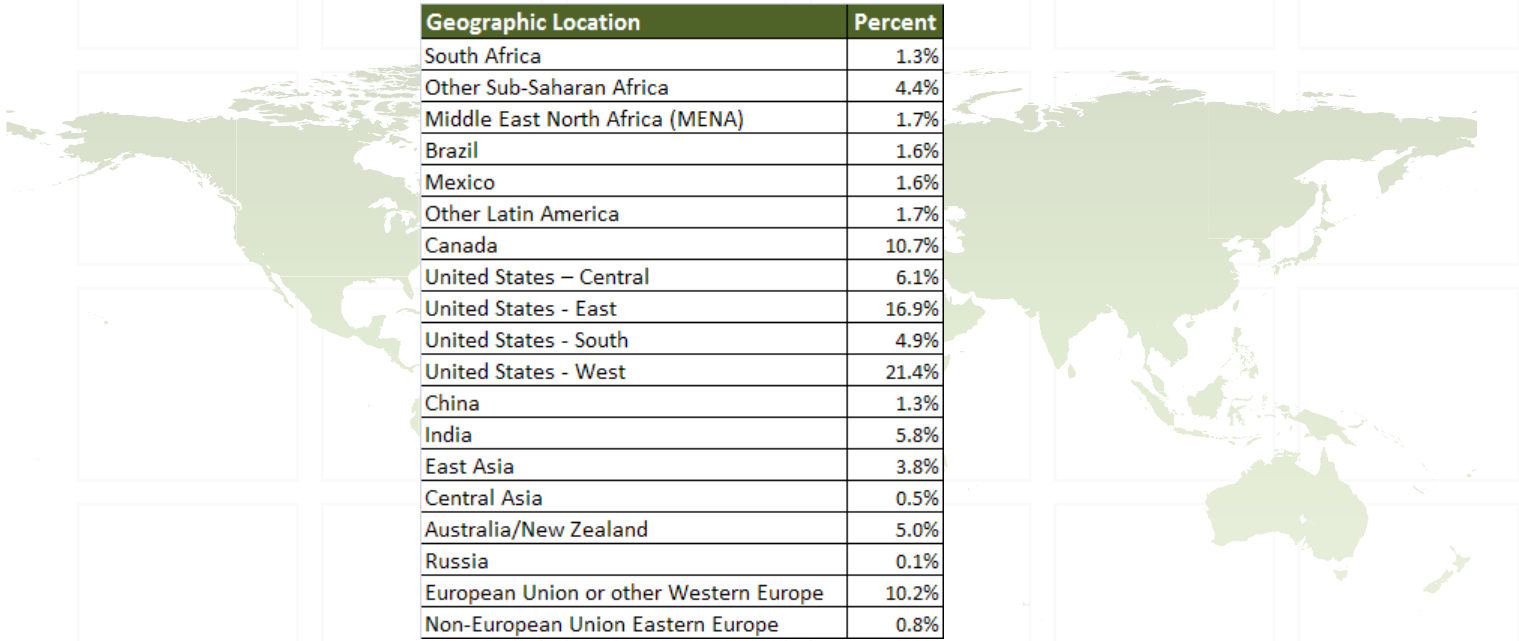 Geographic Location Percent
South Africa 1.3%
Other Sub-Saharan Africa 4.4%
Middle East North Africa (MENA) 1.7%
Brazil 1.6%
Mexico 1.6%
Other Latin America 1.7%
Canada 10.7%
United States – Central 6.1%
United States - East 16.9%
United States - South 4.9%
United States - West 21.4%
China 1.3%
India 5.8%
East Asia 3.8%
Central Asia 0.5%
Australia/New Zealand 5.0%
Russia 0.1%
European Union or other Western Europe 10.2%
Non-European Union Eastern Europe 0.8%